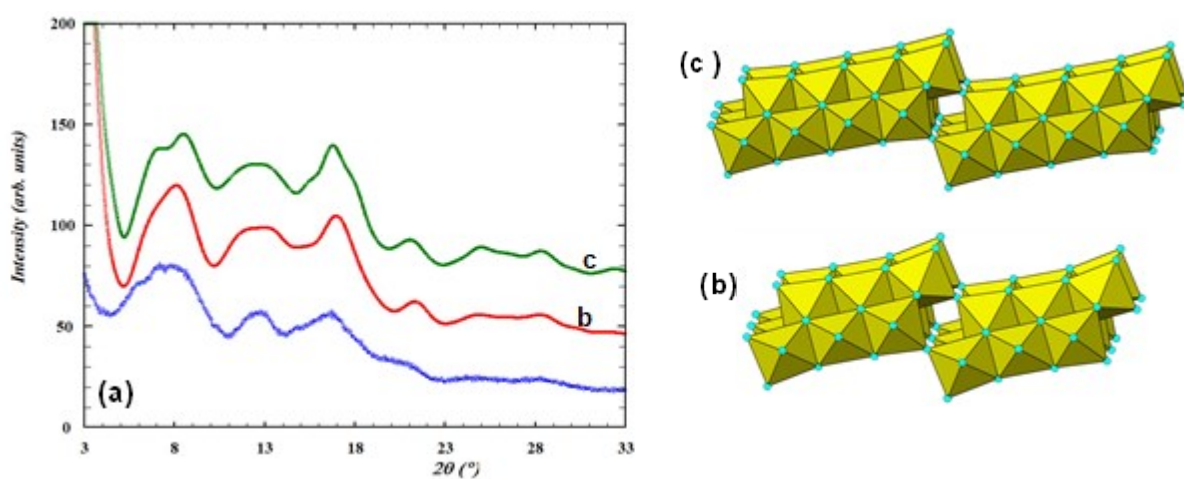 200
150
100
50
0
Intensity (arb. units)
c
b
(a)
3 8 13 18 23 28 33
2θ (°)
(c )
(b)